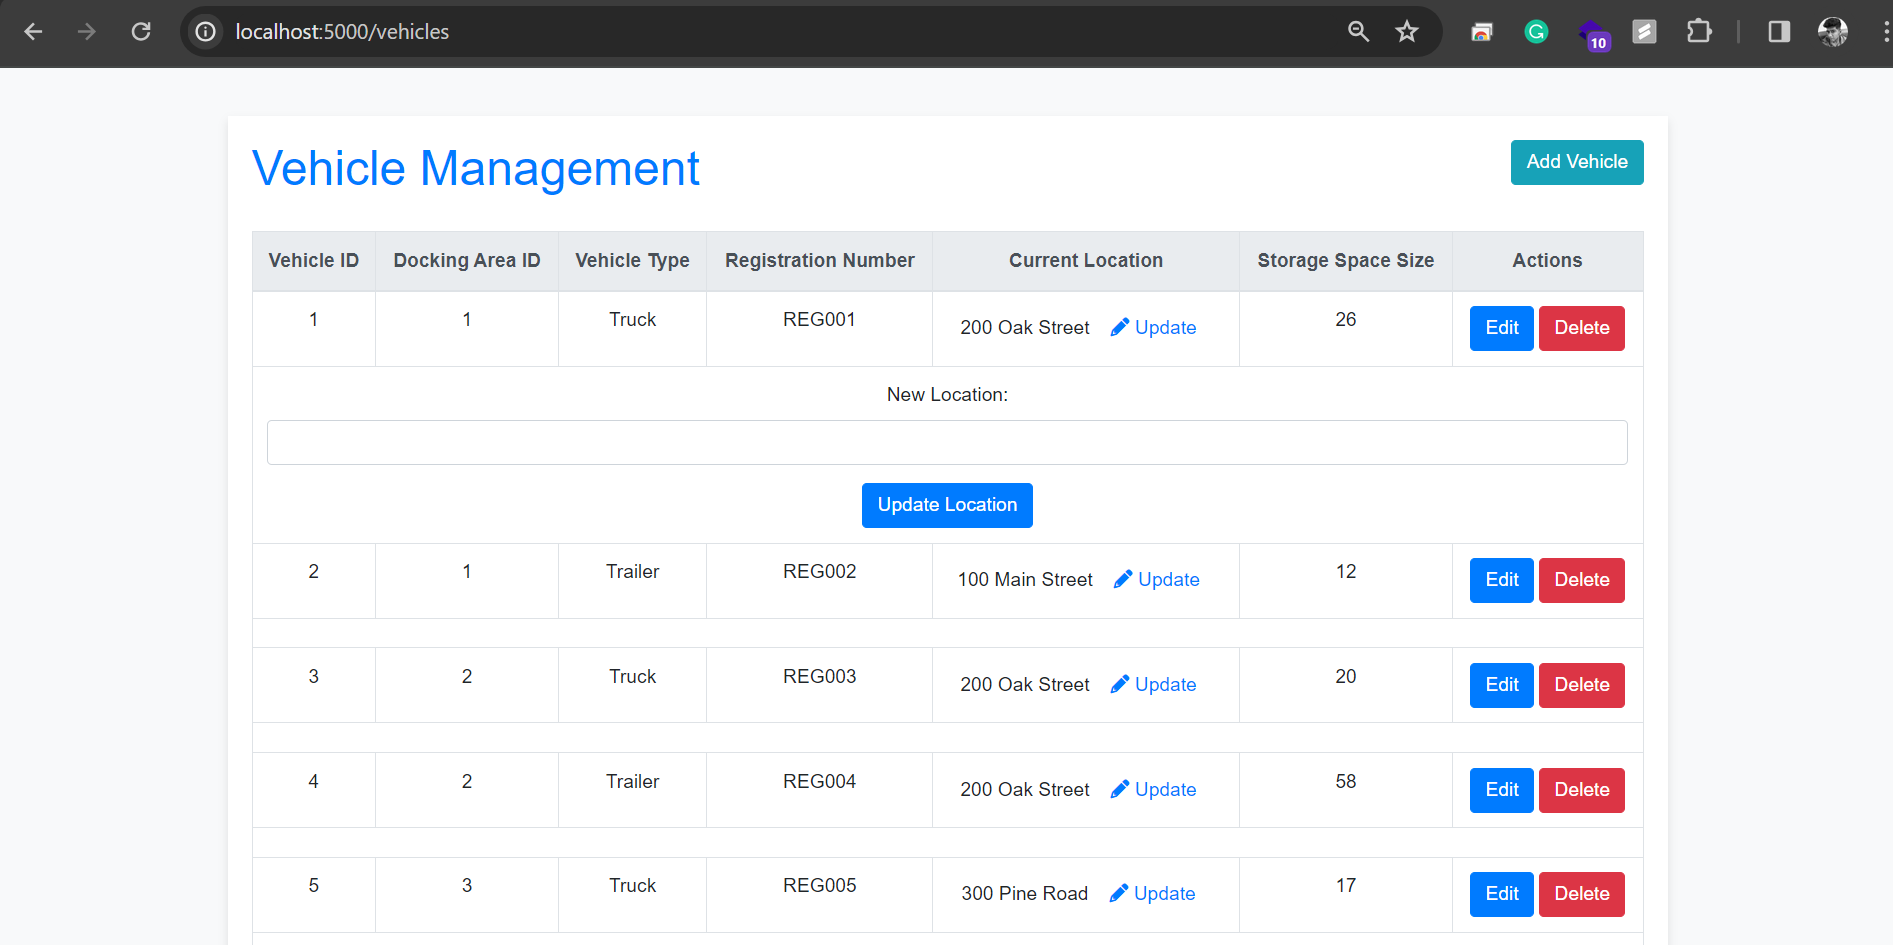 localhost:5000/vehicles
10
Vehicle Management
Add Vehicle
Vehicle ID Docking Area ID Vehicle Type Registration Number Current Location Storage Space Size Actions
1 1 Truck REG001 200 Oak Street Update 26 Edit Delete
New Location:
Update Location
2 1 Trailer REG002 100 Main Street Update 12 Edit Delete
3 2 Truck REG003 200 Oak Street Update 20 Edit Delete
4 2 Trailer REG004 200 Oak Street Update 58 Edit Delete
5 3 Truck REG005 300 Pine Road Update 17 Edit Delete